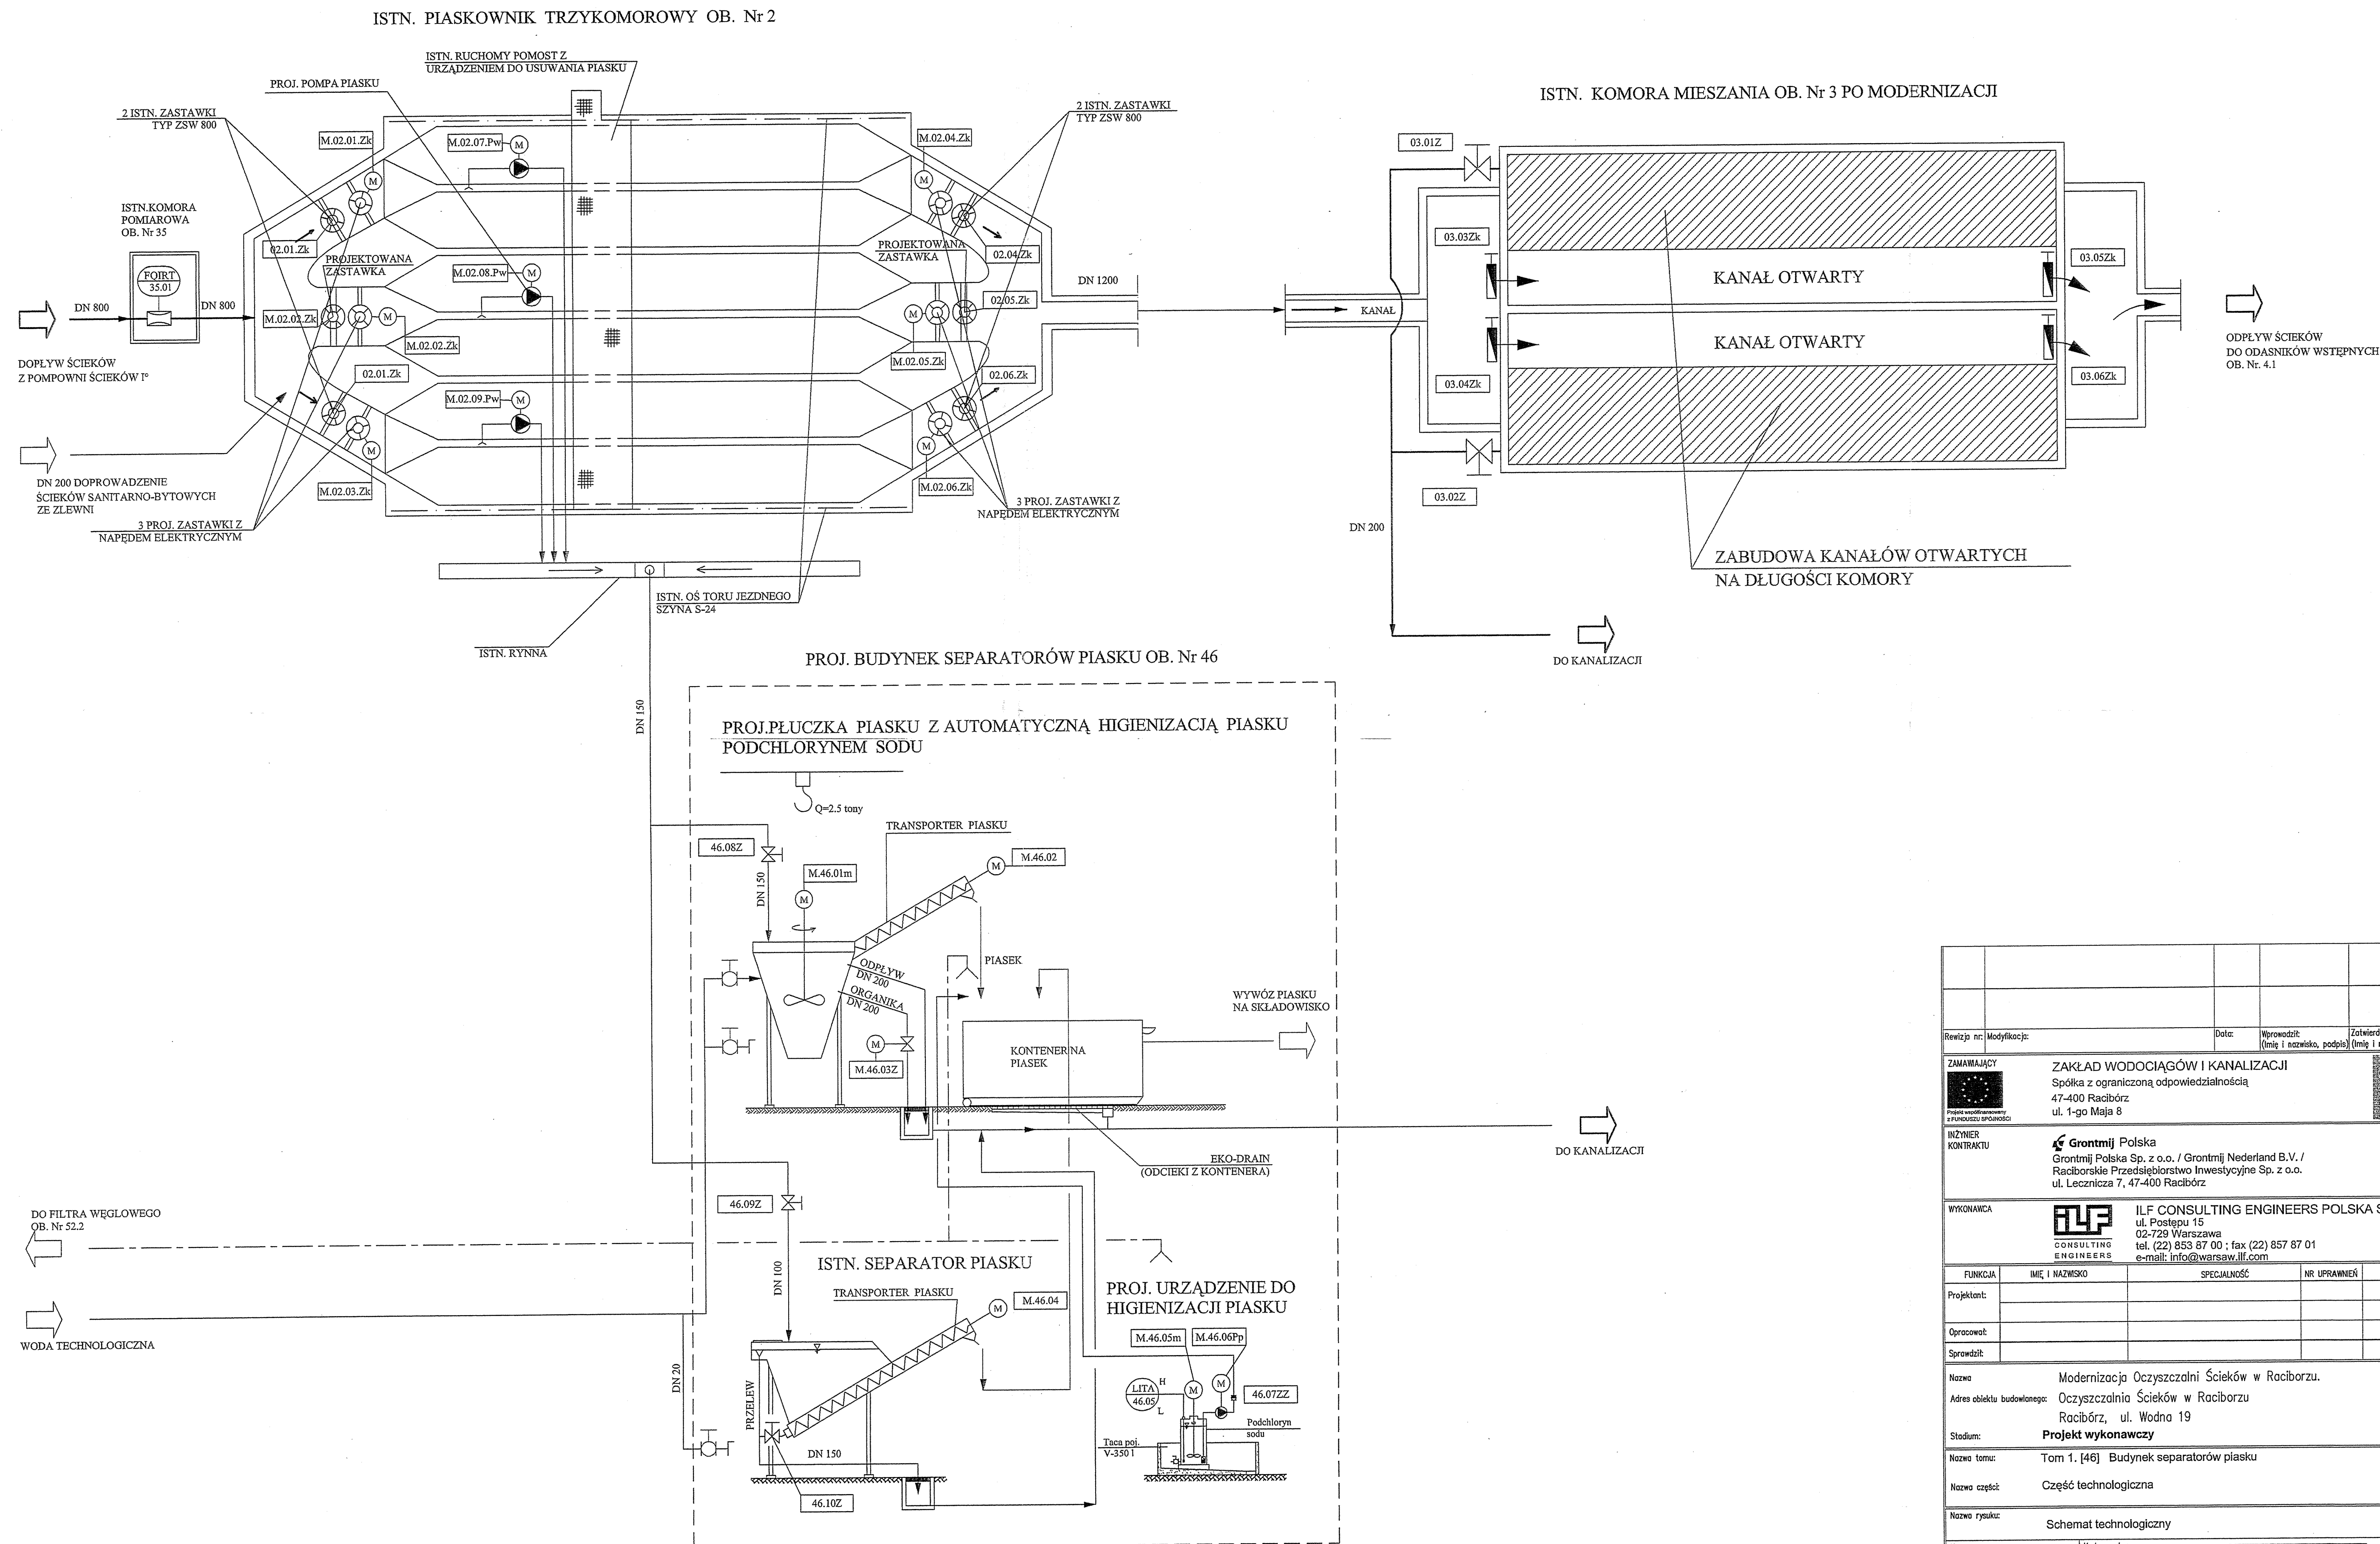 ISTN. PIASKOWNIK TRZYKOMOROWY OB. Nr 2
ISTN. RUCHOMY POMOST Z
URZĄDZENIEM DO USUWANIA PIASKU
PROJ. POMPA PIASKU
2 ISTN. ZASTAWKI
TYP ZSW 800
M.02.01.Zk
M.02.07.Pw
M
M.02.04.Zk
2 ISTN. ZASTAWKI
TYP ZSW 800
M
M
ISTN.KOMORA
POMIAROWA
OB. Nr 35
02.01.Zk
PROJEKTOWANA
ZASTAWKA
PROJEKTOWANA
ZASTAWKA
02.04.Zk
FOIRT
35.01
M.02.08.Pw
M
DN 800
DN 800
M.02.02.Zk
M
M.02.02.Zk
M
02.05.Zk
M.02.05.Zk
DN 1200
DOPŁYW ŚCIEKÓW
Z POMPOWNI ŚCIEKÓW I°
02.01.Zk
02.06.Zk
M.02.09.Pw
M
M
M
DN 200 DOPROWADZENIE
ŚCIEKÓW SANITARNO-BYTOWYCH
ZE ZLEWNI
M.02.03.Zk
M.02.06.Zk
3 PROJ. ZASTAWKI Z
NAPĘDEM ELEKTRYCZNYM
3 PROJ. ZASTAWKI Z
NAPĘDEM ELEKTRYCZNYM
ISTN. OŚ TORU JEZDNEGO
SZYNA S-24
ISTN. RYNNA
ISTN. KOMORA MIESZANIA OB. Nr 3 PO MODERNIZACJI
03.01Z
03.03Zk
KANAŁ OTWARTY
03.05Zk
KANAŁ
KANAŁ OTWARTY
03.04Zk
03.06Zk
ODPŁYW ŚCIEKÓW
DO ODASNIKÓW WSTĘPNYCH
OB. Nr. 4.1
03.02Z
DN 200
ZABUDOWA KANAŁÓW OTWARTYCH
NA DŁUGOŚCI KOMORY
DO KANALIZACJI
PROJ. BUDYNEK SEPARATORÓW PIASKU OB. Nr 46
DN 150
PROJ.PŁUCZKA PIASKU Z AUTOMATYCZNĄ HIGIENIZACJĄ PIASKU
PODCHLORYNEM SODU
Q=2.5 tony
TRANSPORTER PIASKU
46.08Z
M.46.02
M
M.46.01m
M
DN 150
ODPŁYW
DN 200
ORGANIKA
DN 200
PIASEK
WYWÓZ PIASKU
NA SKŁADOWISKO
M
M.46.03Z
KONTENER NA
PIASEK
DO KANALIZACJI
EKO-DRAIN
(ODCIEKI Z KONTENERA)
46.09Z
DO FILTRA WĘGLOWEGO
OB. Nr 52.2
DN 100
ISTN. SEPARATOR PIASKU
TRANSPORTER PIASKU
M
M.46.04
PROJ. URZĄDZENIE DO
HIGIENIZACJI PIASKU
WODA TECHNOLOGICZNA
M.46.05m
M.46.06Pp
DN 20
PRZELEW
LITA
46.05
H
L
M
M
46.07ZZ
Podchloryn
sodu
Taca poj.
V-350 l
DN 150
46.10Z
Rewizja nr:
Modyfikacja:
Data:
Wprowadził:
(Imię i nazwisko, podpis)
ZAMAWIAJĄCY
Projekt współfinansowany
z FUNDUSZU SPÓJNOŚCI
ZAKŁAD WODOCIĄGÓW I KANALIZACJI
Spółka z ograniczoną odpowiedzialnością
47-400 Racibórz
ul. 1-go Maja 8
INŻYNIER
KONTRAKTU
Grontmij Polska
Grontmij Polska Sp. z o.o. / Grontmij Nederland B.V. /
Raciborskie Przedsiębiorstwo Inwestycyjne Sp. z o.o.
ul. Lecznicza 7, 47-400 Racibórz
WYKONAWCA
ILF
CONSULTING
ENGINEERS
ILF CONSULTING ENGINEERS POLSKA S
ul. Postępu 15
02-729 Warszawa
tel. (22) 853 87 00 ; fax (22) 857 87 01
e-mail: info@warsaw.ilf.com
FUNKCJA
IMIĘ I NAZWISKO
SPECJALNOŚĆ
NR UPRAWNIEŃ
Projektant:
Opracował:
Sprawdził:
Nazwa
Modernizacja Oczyszczalni Ścieków w Raciborzu.
Adres obiektu budowlanego:
Oczyszczalnia Ścieków w Raciborzu
Racibórz, ul. Wodna 19
Stadium:
Projekt wykonawczy
Nazwa tomu:
Tom 1. [46] Budynek separatorów piasku
Nazwa części:
Część technologiczna
Nazwa rysuku:
Schemat technologiczny